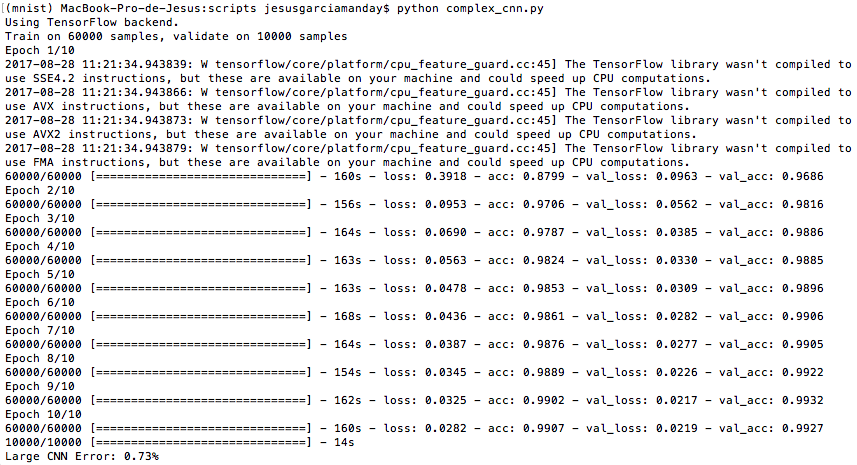 (mnist) MacBook-Pro-de-Jesus:scripts jesusgarciamanday$ python complex_cnn.py
Using TensorFlow backend.
Train on 60000 samples, validate on 10000 samples
Epoch 1/10
2017-08-28 11:21:34.943839: W tensorflow/core/platform/cpu_feature_guard.cc:45] The TensorFlow library wasn't compiled to
use SSE4.2 instructions, but these are available on your machine and could speed up CPU computations.
2017-08-28 11:21:34.943866: W tensorflow/core/platform/cpu_feature_guard.cc:45] The TensorFlow library wasn't compiled to
use AVX instructions, but these are available on your machine and could speed up CPU computations.
2017-08-28 11:21:34.943873: W tensorflow/core/platform/cpu_feature_guard.cc:45] The TensorFlow library wasn't compiled to
use AVX2 instructions, but these are available on your machine and could speed up CPU computations.
2017-08-28 11:21:34.943879: W tensorflow/core/platform/cpu_feature_guard.cc:45] The TensorFlow library wasn't compiled to
use FMA instructions, but these are available on your machine and could speed up CPU computations.
60000/60000 [==============================] - 160s - loss: 0.3918 - acc: 0.8799 - val_loss: 0.0963 - val_acc: 0.9686
Epoch 2/10
60000/60000 [==============================] - 156s - loss: 0.0953 - acc: 0.9706 - val_loss: 0.0562 - val_acc: 0.9816
Epoch 3/10
60000/60000 [==============================] - 164s - loss: 0.0690 - acc: 0.9787 - val_loss: 0.0385 - val_acc: 0.9886
Epoch 4/10
60000/60000 [==============================] - 163s - loss: 0.0563 - acc: 0.9824 - val_loss: 0.0330 - val_acc: 0.9885
Epoch 5/10
60000/60000 [==============================] - 163s - loss: 0.0478 - acc: 0.9853 - val_loss: 0.0309 - val_acc: 0.9896
Epoch 6/10
60000/60000 [==============================] - 168s - loss: 0.0436 - acc: 0.9861 - val_loss: 0.0282 - val_acc: 0.9906
Epoch 7/10
60000/60000 [==============================] - 164s - loss: 0.0387 - acc: 0.9876 - val_loss: 0.0277 - val_acc: 0.9905
Epoch 8/10
60000/60000 [==============================] - 154s - loss: 0.0345 - acc: 0.9889 - val_loss: 0.0226 - val_acc: 0.9922
Epoch 9/10
60000/60000 [==============================] - 162s - loss: 0.0325 - acc: 0.9902 - val_loss: 0.0217 - val_acc: 0.9932
Epoch 10/10
60000/60000 [==============================] - 160s - loss: 0.0282 - acc: 0.9907 - val_loss: 0.0219 - val_acc: 0.9927
10000/10000 [==============================] - 14s
Large CNN Error: 0.73%